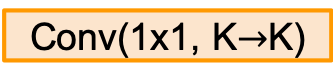 Conv(1x1, K→K)